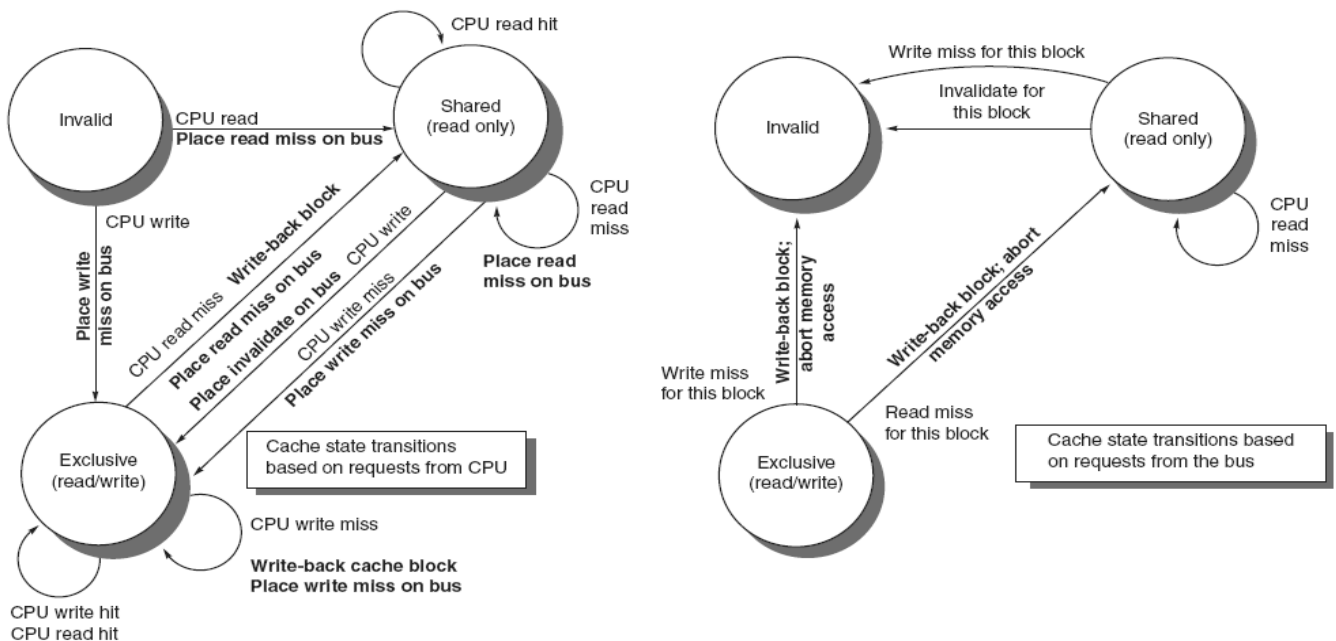 CPU read hit
Invalid
Shared
(read only)
CPU read
Place read miss on bus
CPU
read
miss
Place read
miss on bus
CPU write
Place write
miss on bus
CPU read miss Write-back block
Place read miss on bus
Place invalidate on bus CPU write
CPU write miss
Place write miss on bus
Exclusive
(read/write)
Cache state transitions
based on requests from CPU
CPU write miss
Write-back cache block
Place write miss on bus
CPU write hit
CPU read hit
Write miss for this block
Invalidate for
this block
Invalid
Shared
(read only)
CPU
read
miss
Write-back block;
abort memory
access
Write-back block; abort
memory access
Write miss
for this block
Read miss
for this block
Exclusive
(read/write)
Cache state transitions based
on requests from the bus